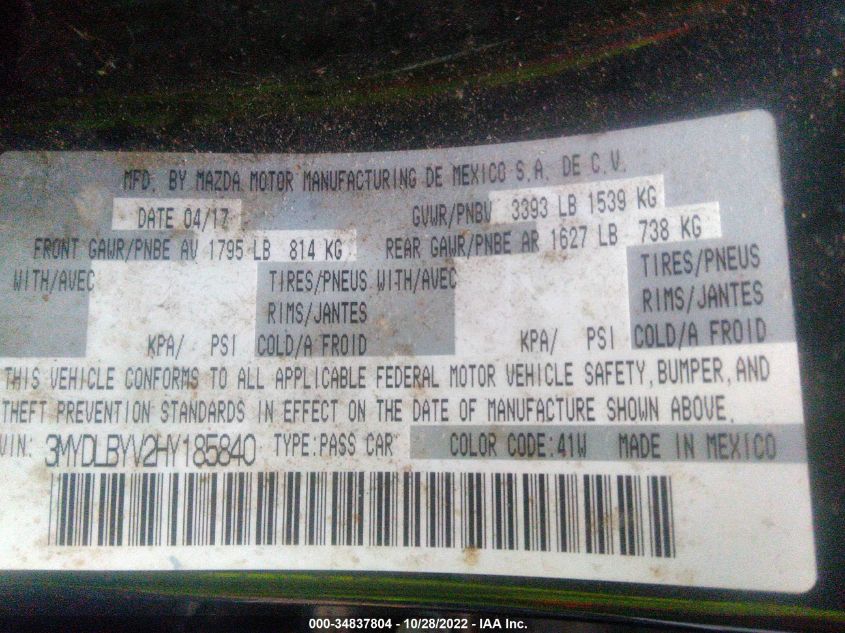 MFD. BY MAZDA MOTOR MANUFACTURING DE MEXICO S.A. DE C.V.
DATE 04/17 GVWR/PNBV 3393 LB 1539 KG
FRONT GAWR/PNBE AV 1795 LB 814 KG REAR GAWR/PNBE AR 1627 LB 738 KG
WITH/AVEC TIRES/PNEUS WITH/AVEC TIRES/PNEUS
RIMS/JANTES RIMS/JANTES
KPA/ PSI COLD/A FROID KPA/ PSI COLD/A FROID
THIS VEHICLE CONFORMS TO ALL APPLICABLE FEDERAL MOTOR VEHICLE SAFETY, BUMPER, AND
THEFT PREVENTION STANDARDS IN EFFECT ON THE DATE OF MANUFACTURE SHOWN ABOVE.
VIN: 3MYDLBYV2HY185840 TYPE:PASS CAR COLOR CODE:41W MADE IN MEXICO
000-34837804 - 10/28/2022 - IAA Inc.